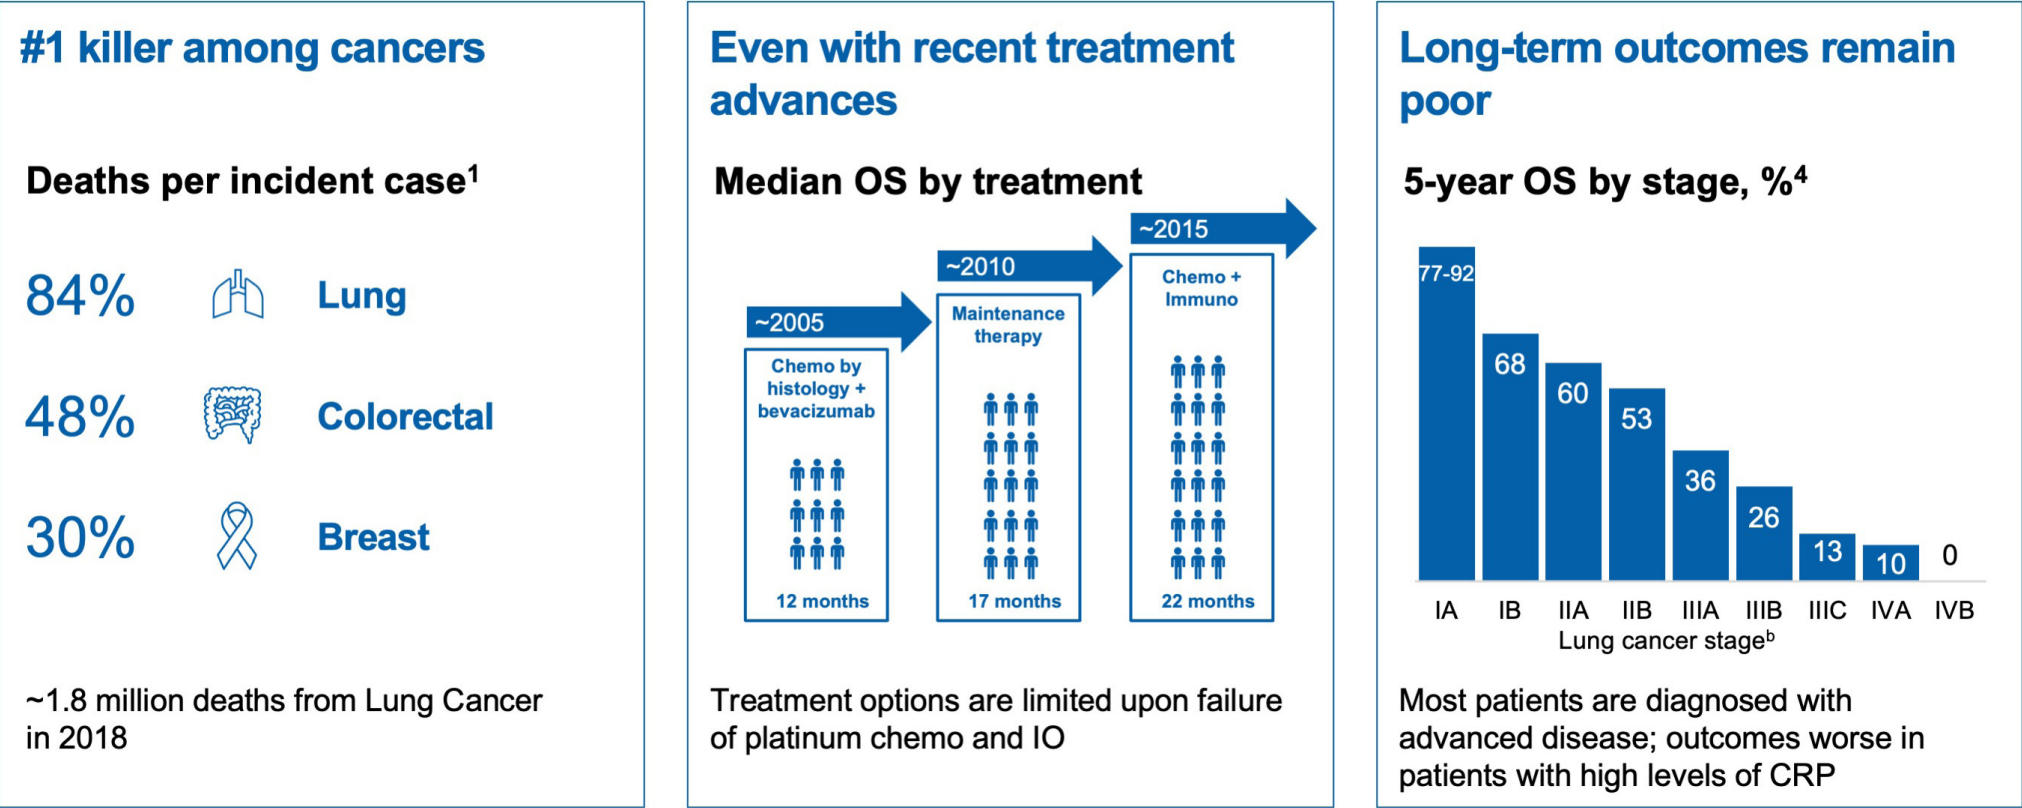 #1 killer among cancers
Deaths per incident case1
84% Lung
48% Colorectal
30% Breast
~1.8 million deaths from Lung Cancer
in 2018
Even with recent treatment
advances
Median OS by treatment
~2005
Chemo by
histology +
bevacizumab
12 months
~2010
Maintenance
therapy
17 months
~2015
Chemo +
Immuno
22 months
Treatment options are limited upon failure
of platinum chemo and IO
Long-term outcomes remain
poor
5-year OS by stage, %4
77-92
68
60
53
36
26
13
10
0
IA IB IIA IIB IIIA IIIB IIIC IVA IVB
Lung cancer stageb
Most patients are diagnosed with
advanced disease; outcomes worse in
patients with high levels of CRP